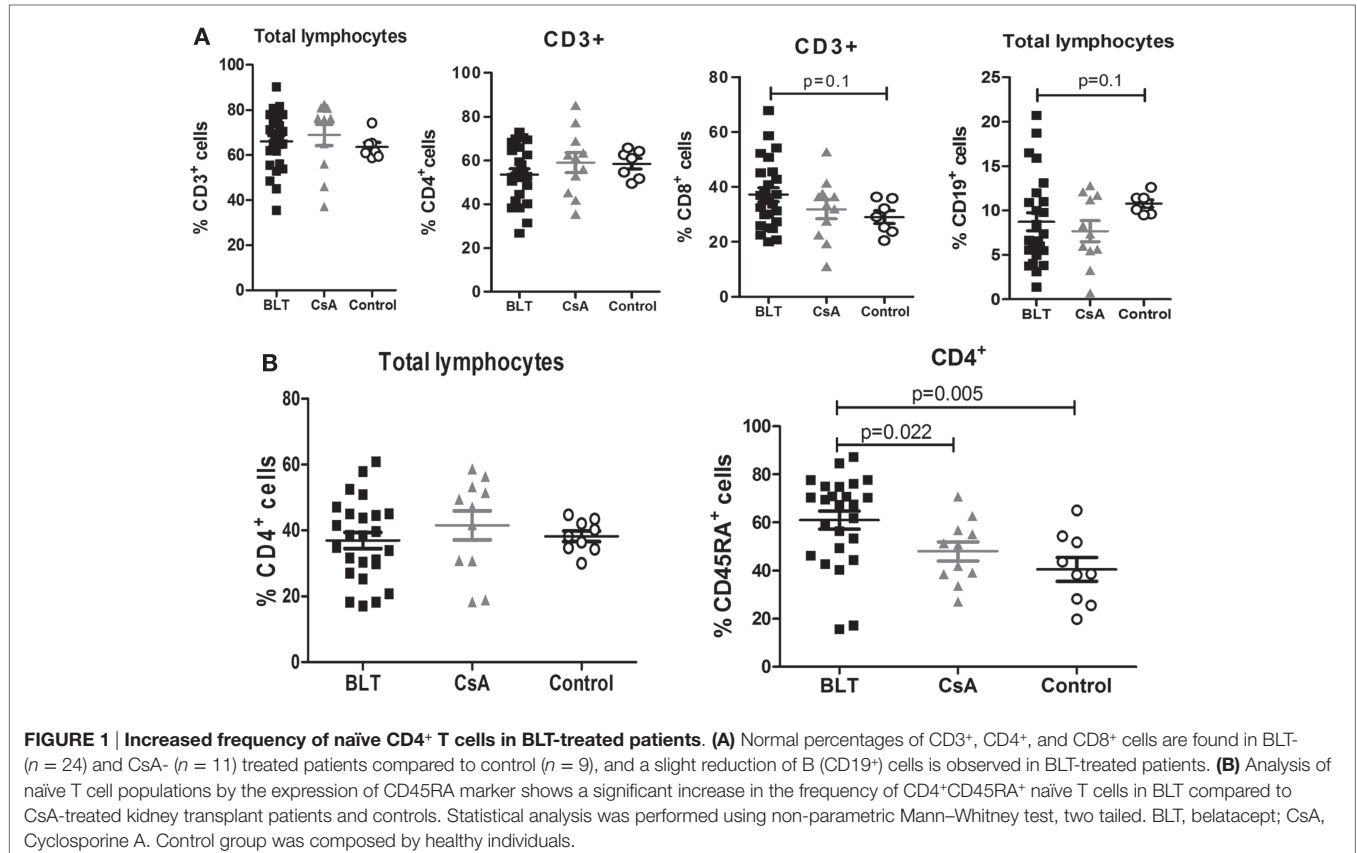 A
Total lymphocytes
% CD3⁺ cells
100
80
60
40
20
0
BLT CsA Control
CD3+
% CD4⁺cells
100
80
60
40
20
0
BLT CsA Control
CD3+
p=0.1
% CD8⁺ cells
80
60
40
20
0
BLT CsA Control
Total lymphocytes
p=0.1
% CD19⁺ cells
25
20
15
10
5
0
BLT CsA Control
B
Total lymphocytes
% CD4⁺ cells
80
60
40
20
0
BLT CsA Control
CD4⁺
p=0.005
p=0.022
% CD45RA⁺ cells
100
80
60
40
20
0
BLT CsA Control
FIGURE 1 | Increased frequency of naïve CD4⁺ T cells in BLT-treated patients. (A) Normal percentages of CD3⁺, CD4⁺, and CD8⁺ cells are found in BLT-
(n = 24) and CsA- (n = 11) treated patients compared to control (n = 9), and a slight reduction of B (CD19⁺) cells is observed in BLT-treated patients. (B) Analysis of
naïve T cell populations by the expression of CD45RA marker shows a significant increase in the frequency of CD4⁺CD45RA⁺ naïve T cells in BLT compared to
CsA-treated kidney transplant patients and controls. Statistical analysis was performed using non-parametric Mann–Whitney test, two tailed. BLT, belatacept; CsA,
Cyclosporine A. Control group was composed by healthy individuals.